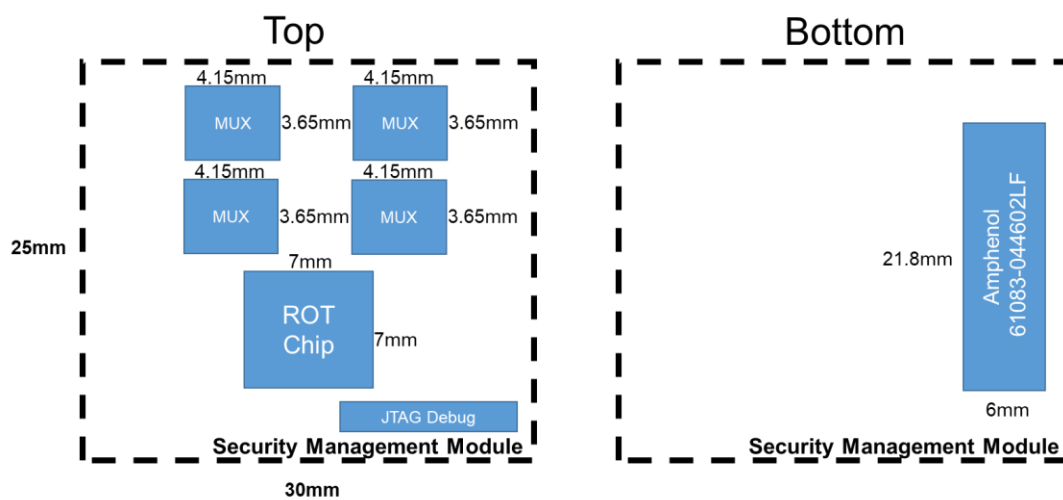 Top
4.15mm
4.15mm
MUX
3.65mm
MUX
3.65mm
4.15mm
4.15mm
MUX
3.65mm
MUX
3.65mm
25mm
7mm
ROT
Chip
7mm
JTAG Debug
Security Management Module
30mm
Bottom
21.8mm
Amphenol
61083-044602LF
6mm
Security Management Module